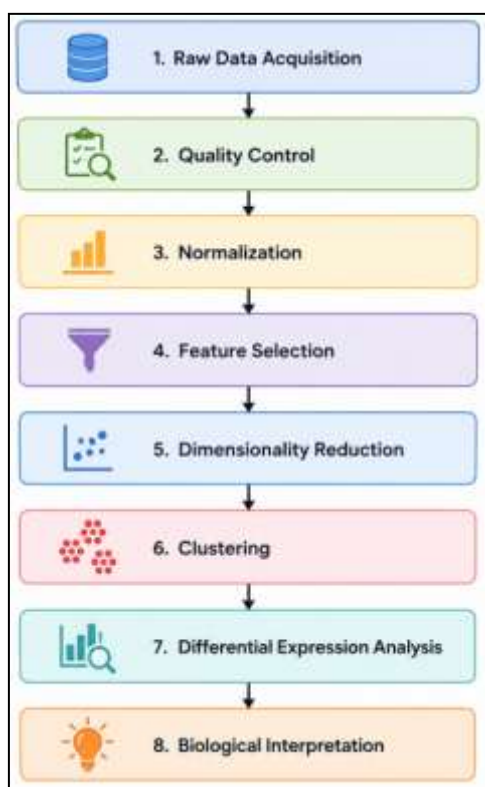 1. Raw Data Acquisition
2. Quality Control
3. Normalization
4. Feature Selection
5. Dimensionality Reduction
6. Clustering
7. Differential Expression Analysis
8. Biological Interpretation